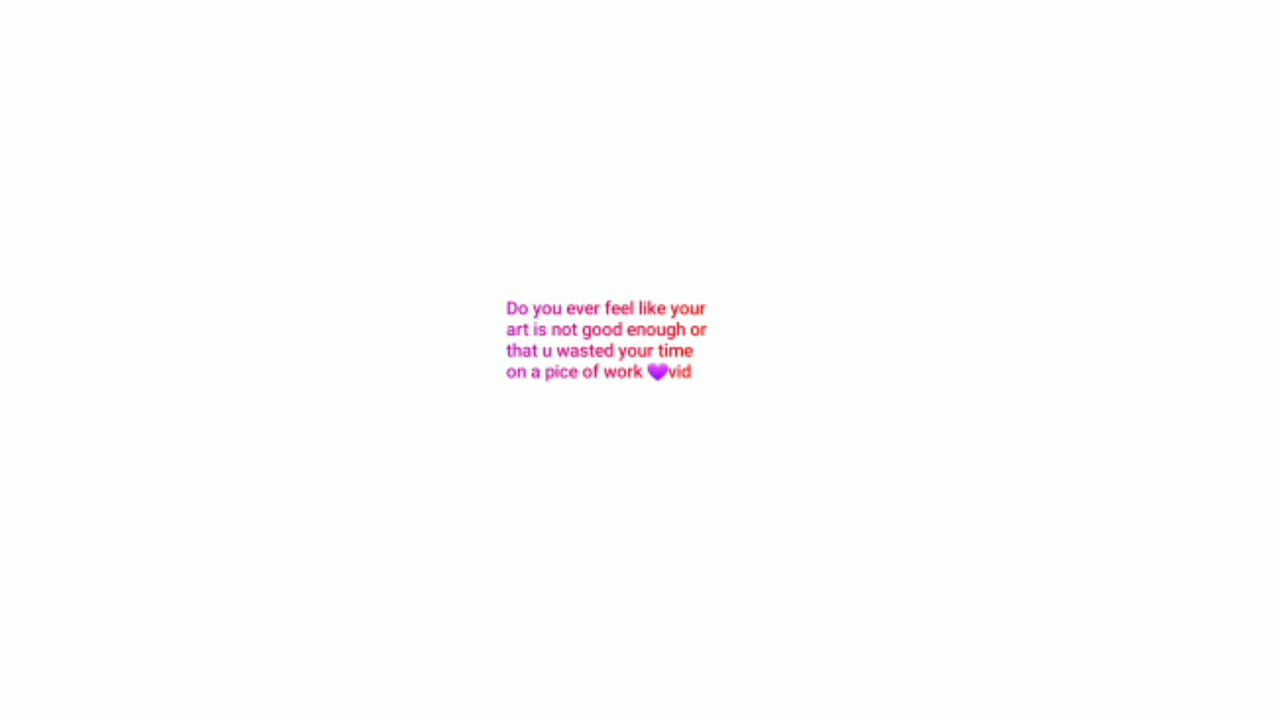 Do you ever feel like your
art is not good enough or
that u wasted your time
on a pice of work 💜vid